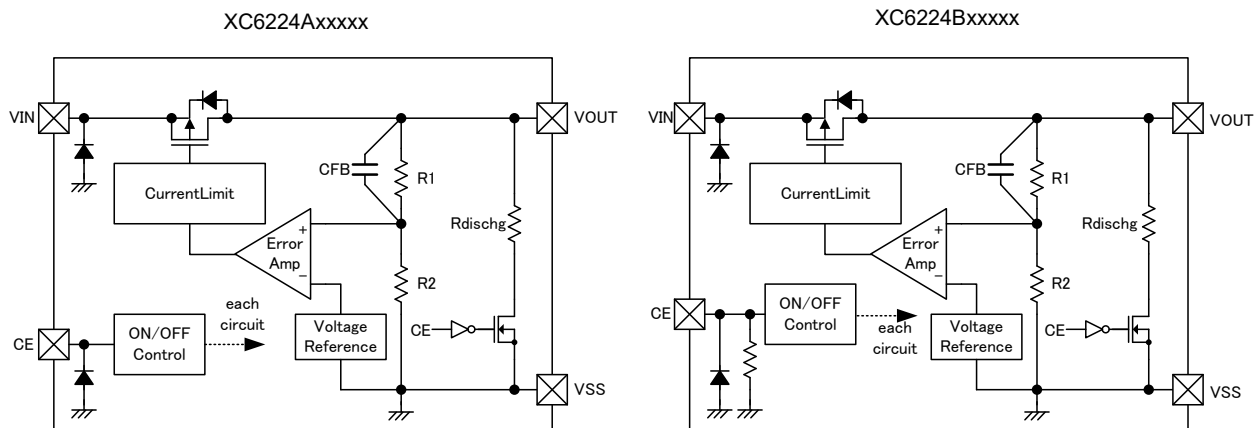 XC6224Axxxxx
VIN
VOUT
CFB
R1
CurrentLimit
Rdischg
+
Error
Amp
−
R2
each
circuit
CE
ON/OFF
Control
Voltage
Reference
CE
VSS
XC6224Bxxxxx
VIN
VOUT
CFB
R1
CurrentLimit
Rdischg
+
Error
Amp
−
R2
CE
ON/OFF
Control
each
circuit
Voltage
Reference
CE
VSS